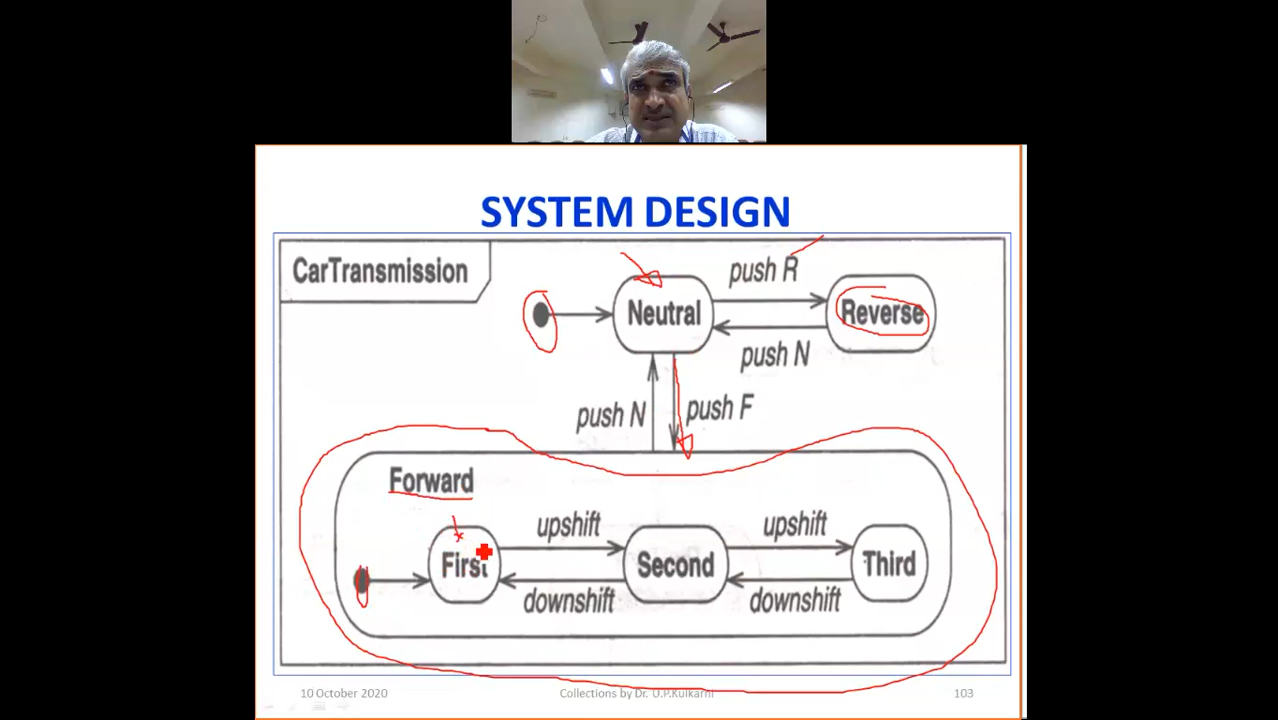 SYSTEM DESIGN
CarTransmission
push R
Neutral
Reverse
push N
push N
push F
Forward
upshift
upshift
First
Second
Third
downshift
downshift
10 October 2020
Collections by Dr. U.P.Kulkarni
103